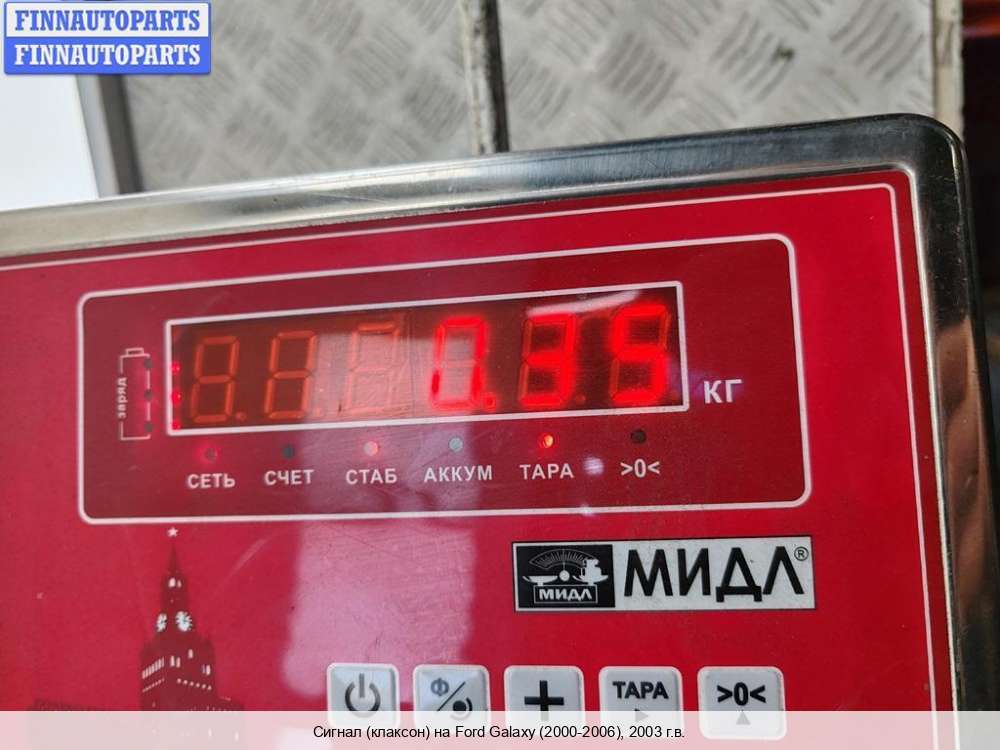 FINNAUTOPARTS
FINNAUTOPARTS
заряд
0.35 КГ
СЕТЬ СЧЕТ СТАБ АККУМ ТАРА >0<
МИДЛ МИДЛ®
Ф + ТАРА >0<
Сигнал (клаксон) на Ford Galaxy (2000-2006), 2003 г.в.